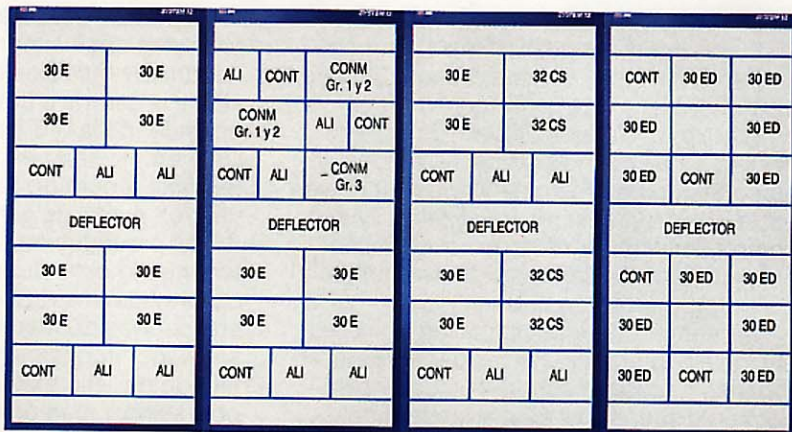 30 E 30 E
30 E 30 E
CONT ALI ALI
DEFLECTOR
30 E 30 E
30 E 30 E
CONT ALI ALI
ALI CONT CONM
Gr. 1 y 2
CONM ALI CONT
Gr. 1 y 2
CONT ALI CONM
Gr. 3
DEFLECTOR
30 E 30 E
30 E 30 E
CONT ALI ALI
30 E 32 CS
30 E 32 CS
CONT ALI ALI
DEFLECTOR
30 E 32 CS
30 E 32 CS
CONT ALI ALI
CONT 30 ED 30 ED
30 ED 30 ED
30 ED CONT 30 ED
DEFLECTOR
CONT 30 ED 30 ED
30 ED 30 ED
30 ED CONT 30 ED